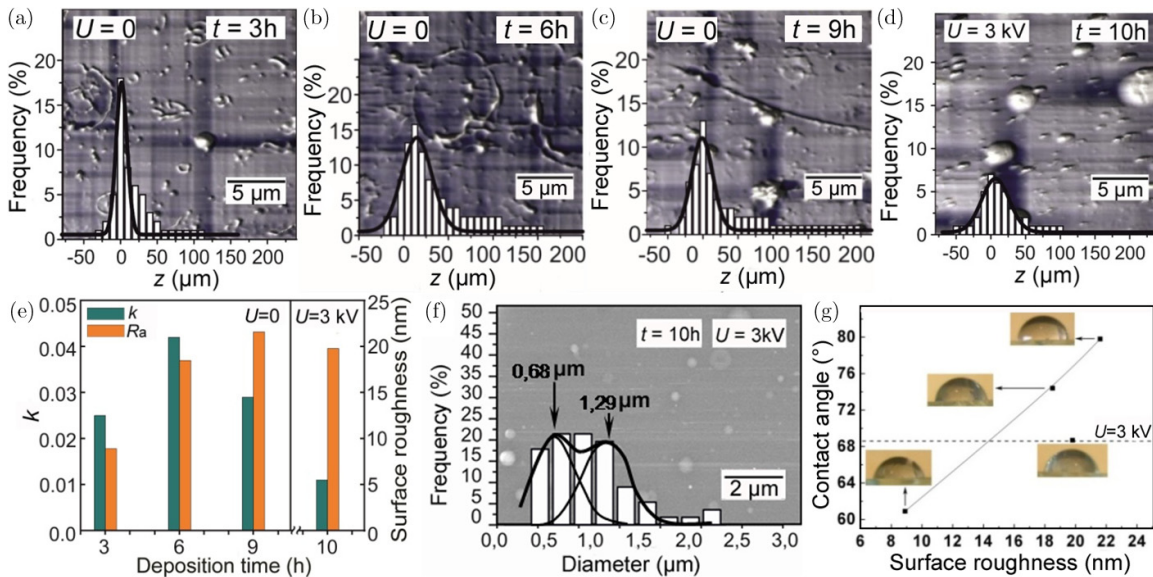 (a)
U = 0
t = 3h
Frequency (%)
20
15
10
5
0
5 µm
-50 0 50 100 150 200
z (µm)
(b)
U = 0
t = 6h
Frequency (%)
25
20
15
10
5
0
5 µm
-50 0 50 100 150 200
z (µm)
(c)
U = 0
t = 9h
Frequency (%)
20
15
10
5
0
5 µm
-50 0 50 100 150 200
z (µm)
(d)
U = 3 kV
t = 10h
Frequency (%)
25
20
15
10
5
0
5 µm
-50 0 50 100 150 200
z (µm)
(e)
k
Ra
U=0
U=3 kV
k
0.05
0.04
0.03
0.02
0.01
0.00
Surface roughness (nm)
25
20
15
10
5
0
3 6 9 10
Deposition time (h)
(f)
t = 10h
U = 3kV
0,68 µm
1,29 µm
Frequency (%)
50
45
40
35
30
25
20
15
10
5
0
2 µm
0,0 0,5 1,0 1,5 2,0 2,5 3,0
Diameter (µm)
(g)
U=3 kV
Contact angle (°)
80
76
72
68
64
60
6 8 10 12 14 16 18 20 22 24
Surface roughness (nm)